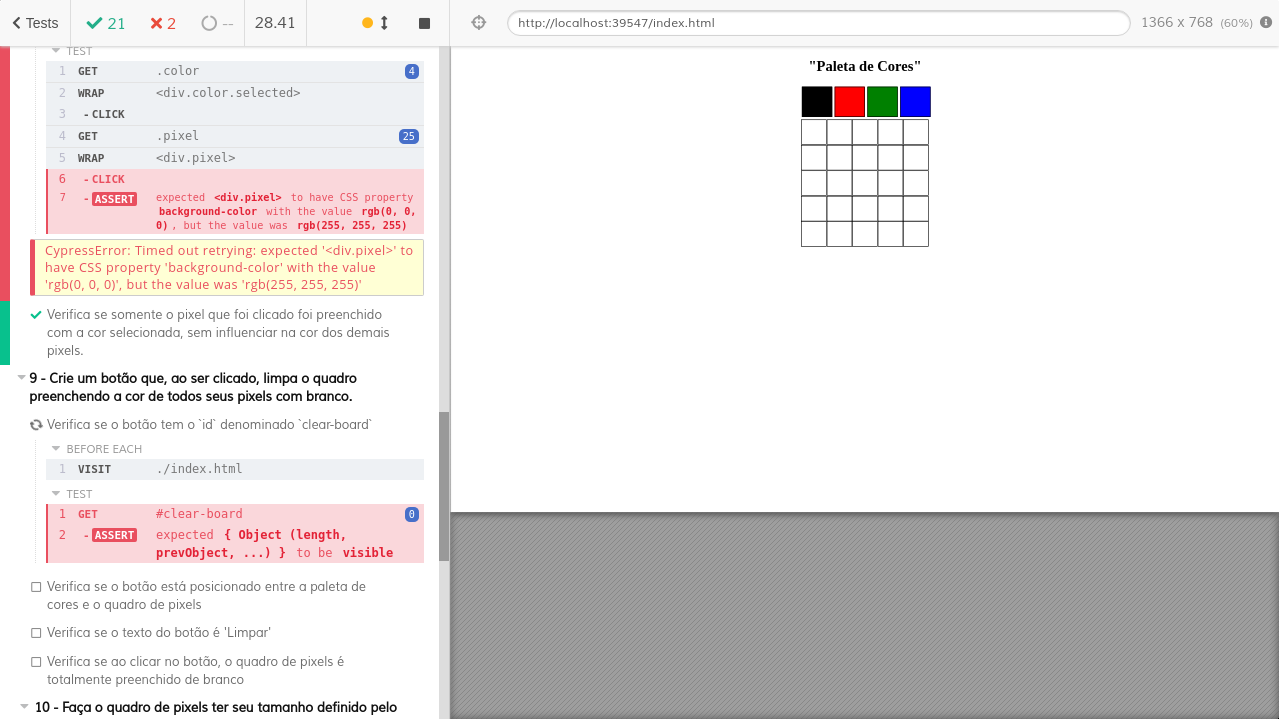 Tests
21
2
--
28.41
http://localhost:39547/index.html
1366 x 768 (60%)
TEST
1 GET .color 4
2 WRAP <div.color.selected>
3 - CLICK
4 GET .pixel 25
5 WRAP <div.pixel>
6 - CLICK
7 - ASSERT expected <div.pixel> to have CSS property
background-color with the value rgb(0, 0,
0), but the value was rgb(255, 255, 255)
CypressError: Timed out retrying: expected '<div.pixel>' to
have CSS property 'background-color' with the value
'rgb(0, 0, 0)', but the value was 'rgb(255, 255, 255)'
Verifica se somente o pixel que foi clicado foi preenchido
com a cor selecionada, sem influenciar na cor dos demais
pixels.
9 - Crie um botão que, ao ser clicado, limpa o quadro
preenchendo a cor de todos seus pixels com branco.
Verifica se o botão tem o `id` denominado `clear-board`
BEFORE EACH
1 VISIT ./index.html
TEST
1 GET #clear-board 0
2 - ASSERT expected { Object (length,
prevObject, ...) } to be visible
Verifica se o botão está posicionado entre a paleta de
cores e o quadro de pixels
Verifica se o texto do botão é 'Limpar'
Verifica se ao clicar no botão, o quadro de pixels é
totalmente preenchido de branco
10 - Faça o quadro de pixels ter seu tamanho definido pelo
"Paleta de Cores"